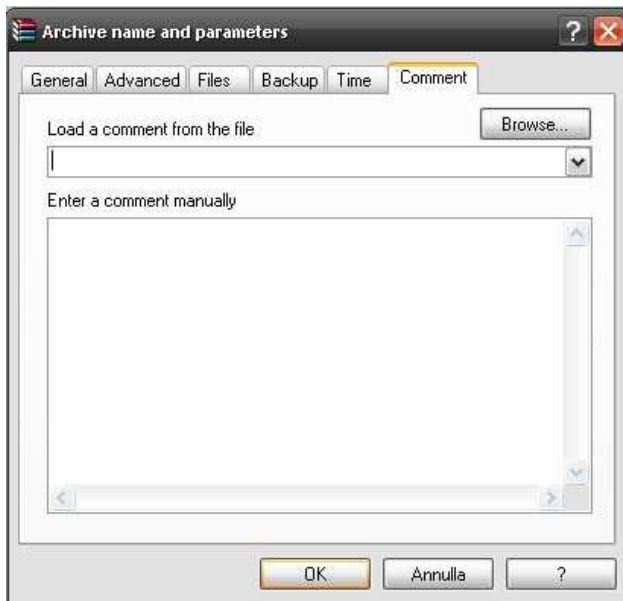 Archive name and parameters ?
General Advanced Files Backup Time Comment
Load a comment from the file Browse...
Enter a comment manually
OK Annulla ?